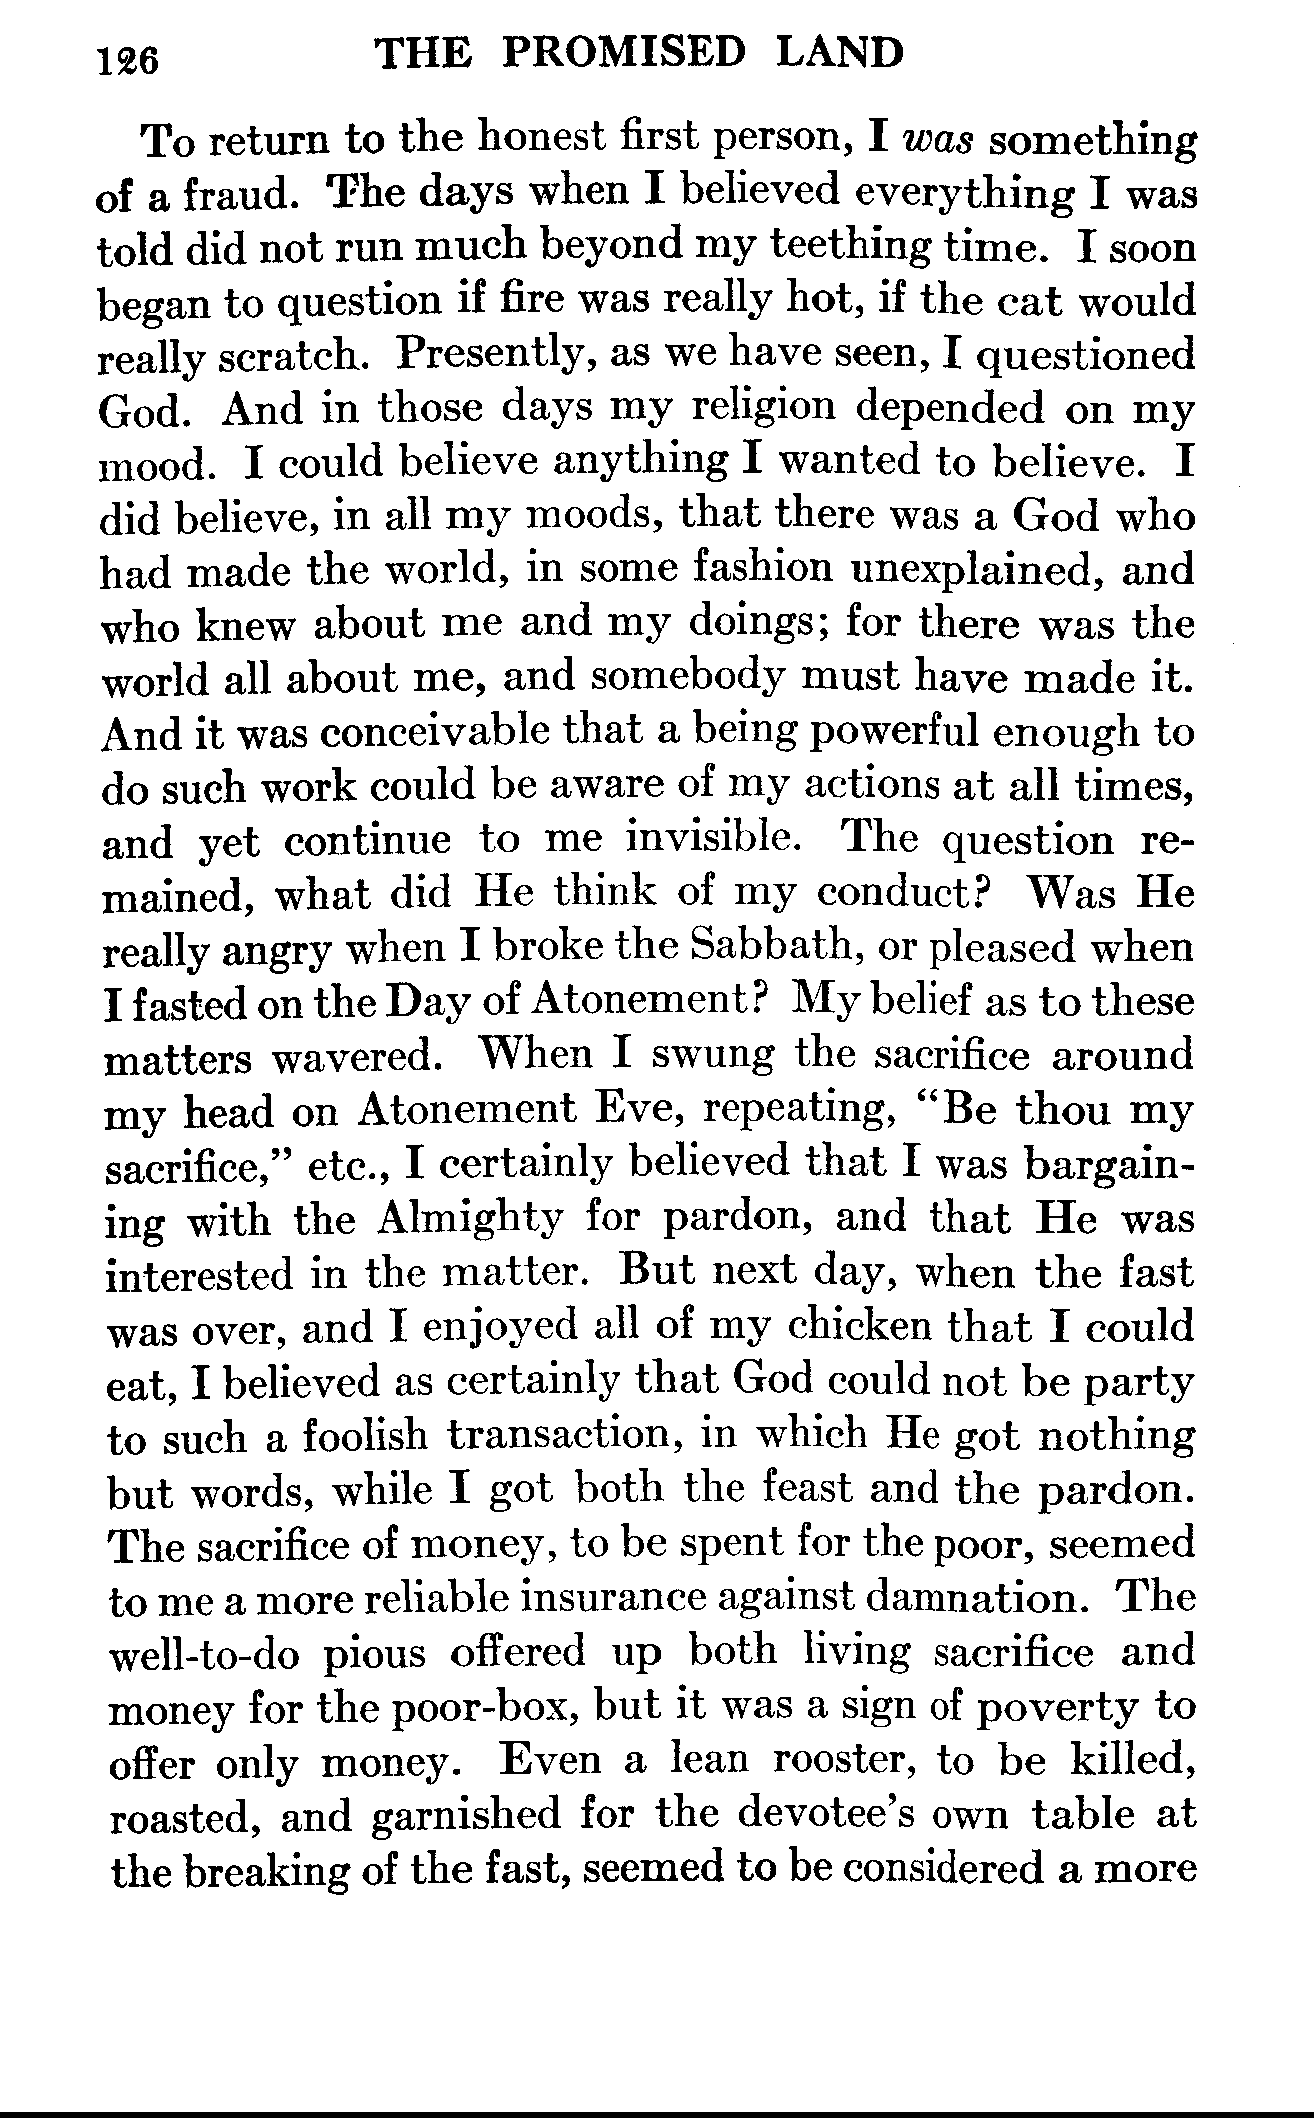 126 THE PROMISED LAND
To return to the honest first person, I was something
of a fraud. The days when I believed everything I was
told did not run much beyond my teething time. I soon
began to question if fire was really hot, if the cat would
really scratch. Presently, as we have seen, I questioned
God. And in those days my religion depended on my
mood. I could believe anything I wanted to believe. I
did believe, in all my moods, that there was a God who
had made the world, in some fashion unexplained, and
who knew about me and my doings; for there was the
world all about me, and somebody must have made it.
And it was conceivable that a being powerful enough to
do such work could be aware of my actions at all times,
and yet continue to me invisible. The question re-
mained, what did He think of my conduct? Was He
really angry when I broke the Sabbath, or pleased when
I fasted on the Day of Atonement? My belief as to these
matters wavered. When I swung the sacrifice around
my head on Atonement Eve, repeating, “Be thou my
sacrifice,” etc., I certainly believed that I was bargain-
ing with the Almighty for pardon, and that He was
interested in the matter. But next day, when the fast
was over, and I enjoyed all of my chicken that I could
eat, I believed as certainly that God could not be party
to such a foolish transaction, in which He got nothing
but words, while I got both the feast and the pardon.
The sacrifice of money, to be spent for the poor, seemed
to me a more reliable insurance against damnation. The
well-to-do pious offered up both living sacrifice and
money for the poor-box, but it was a sign of poverty to
offer only money. Even a lean rooster, to be killed,
roasted, and garnished for the devotee’s own table at
the breaking of the fast, seemed to be considered a more